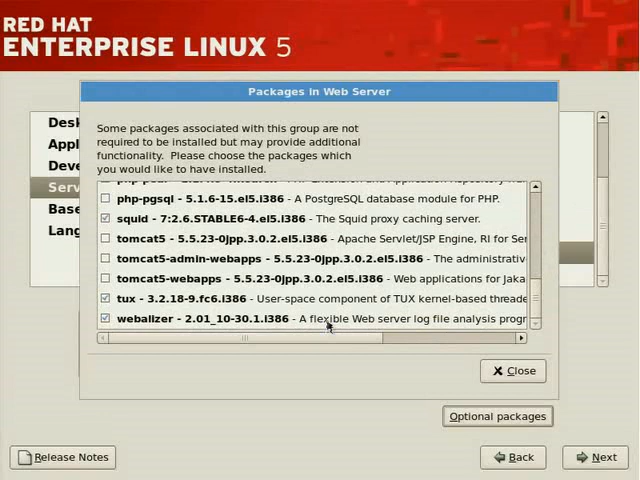 RED HAT
ENTERPRISE LINUX 5
Packages in Web Server
Desk
Appl
Deve
Serv
Base
Lang
Some packages associated with this group are not
required to be installed but may provide additional
functionality. Please choose the packages which
you would like to have installed.
php-pgsql - 5.1.6-15.el5.i386 - A PostgreSQL database module for PHP.
squid - 7:2.6.STABLE6-4.el5.i386 - The Squid proxy caching server.
tomcat5 - 5.5.23-0jpp.3.0.2.el5.i386 - Apache Servlet/JSP Engine, RI for Ser
tomcat5-admin-webapps - 5.5.23-0jpp.3.0.2.el5.i386 - The administrative
tomcat5-webapps - 5.5.23-0jpp.3.0.2.el5.i386 - Web applications for Jaka
tux - 3.2.18-9.fc6.i386 - User-space component of TUX kernel-based threade
webalizer - 2.01_10-30.1.i386 - A flexible Web server log file analysis progr
Close
Optional packages
Release Notes
Back
Next